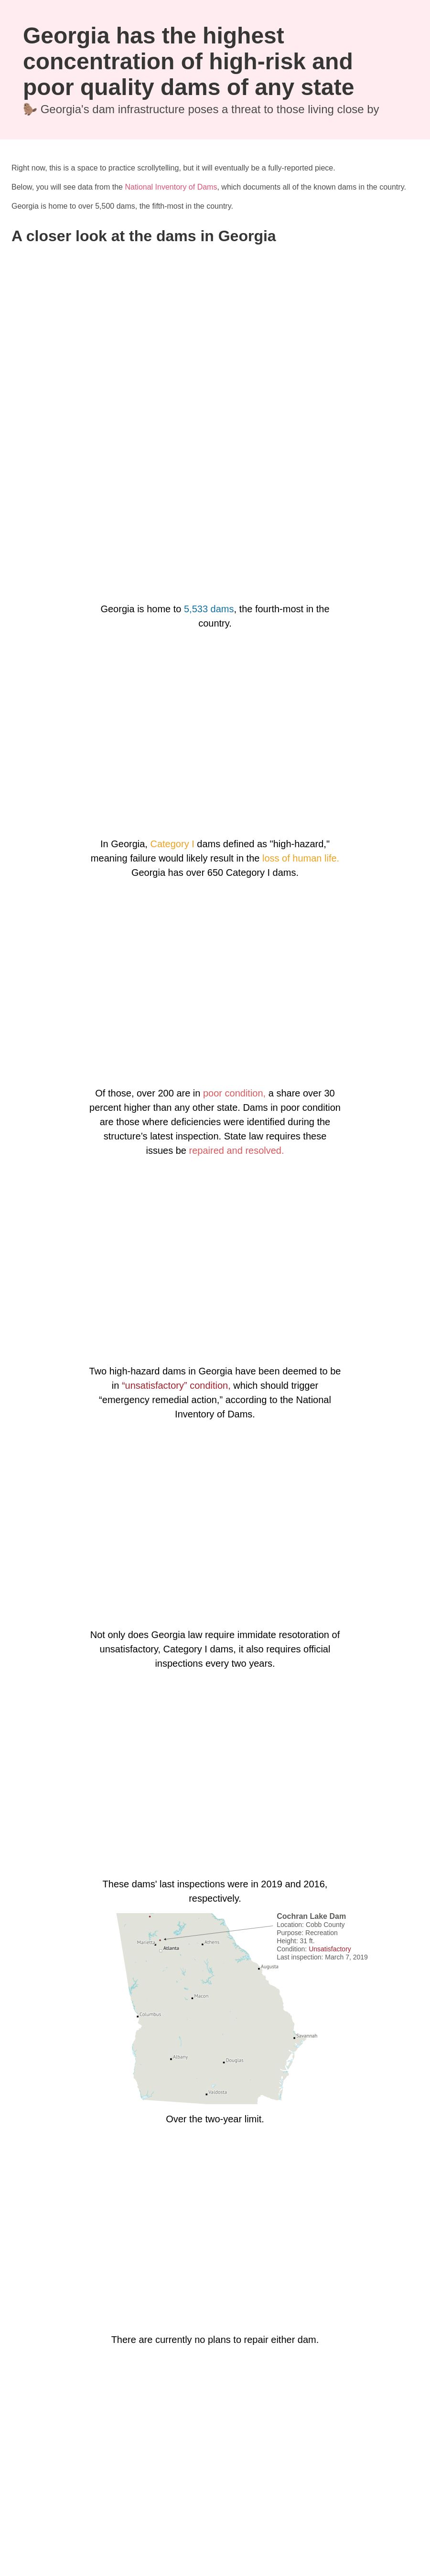 Georgia has the highest
concentration of high-risk and
poor quality dams of any state
🦫 Georgia's dam infrastructure poses a threat to those living close by
Right now, this is a space to practice scrollytelling, but it will eventually be a fully-reported piece.
Below, you will see data from the National Inventory of Dams, which documents all of the known dams in the country.
Georgia is home to over 5,500 dams, the fifth-most in the country.
A closer look at the dams in Georgia
Georgia is home to 5,533 dams, the fourth-most in the
country.
In Georgia, Category I dams defined as "high-hazard,"
meaning failure would likely result in the loss of human life.
Georgia has over 650 Category I dams.
Of those, over 200 are in poor condition, a share over 30
percent higher than any other state. Dams in poor condition
are those where deficiencies were identified during the
structure's latest inspection. State law requires these
issues be repaired and resolved.
Two high-hazard dams in Georgia have been deemed to be
in “unsatisfactory” condition, which should trigger
“emergency remedial action,” according to the National
Inventory of Dams.
Not only does Georgia law require immidate resotoration of
unsatisfactory, Category I dams, it also requires official
inspections every two years.
These dams' last inspections were in 2019 and 2016,
respectively.
Cochran Lake Dam
Location: Cobb County
Purpose: Recreation
Height: 31 ft.
Condition: Unsatisfactory
Last inspection: March 7, 2019
Marietta
Atlanta
Athens
Augusta
Macon
Columbus
Savannah
Albany
Douglas
Valdosta
Over the two-year limit.
There are currently no plans to repair either dam.